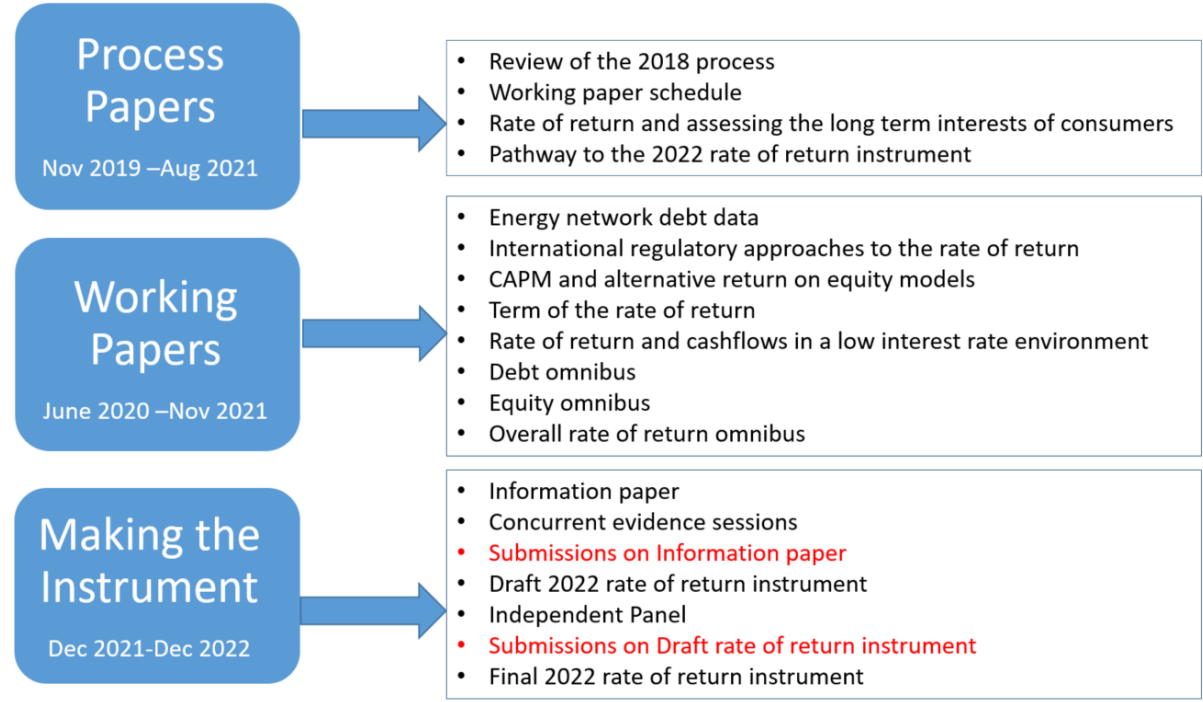 Process
Papers
Nov 2019 –Aug 2021
• Review of the 2018 process
• Working paper schedule
• Rate of return and assessing the long term interests of consumers
• Pathway to the 2022 rate of return instrument
Working
Papers
June 2020 –Nov 2021
• Energy network debt data
• International regulatory approaches to the rate of return
• CAPM and alternative return on equity models
• Term of the rate of return
• Rate of return and cashflows in a low interest rate environment
• Debt omnibus
• Equity omnibus
• Overall rate of return omnibus
Making the
Instrument
Dec 2021-Dec 2022
• Information paper
• Concurrent evidence sessions
• Submissions on Information paper
• Draft 2022 rate of return instrument
• Independent Panel
• Submissions on Draft rate of return instrument
• Final 2022 rate of return instrument